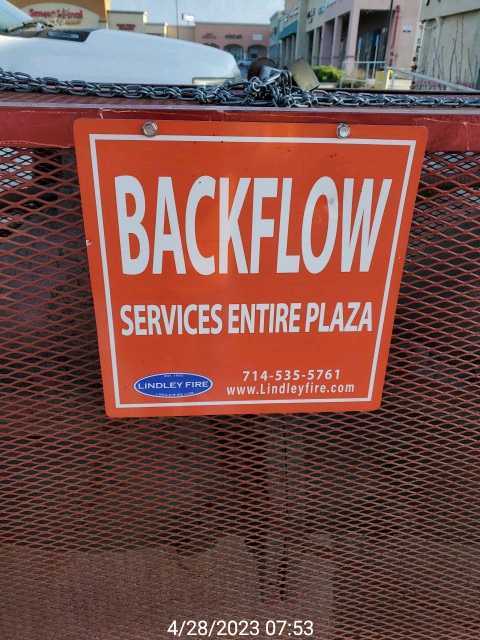 BACKFLOW
SERVICES ENTIRE PLAZA
LINDLEY FIRE
714-535-5761
www.Lindleyfire.com
4/28/2023 07:53